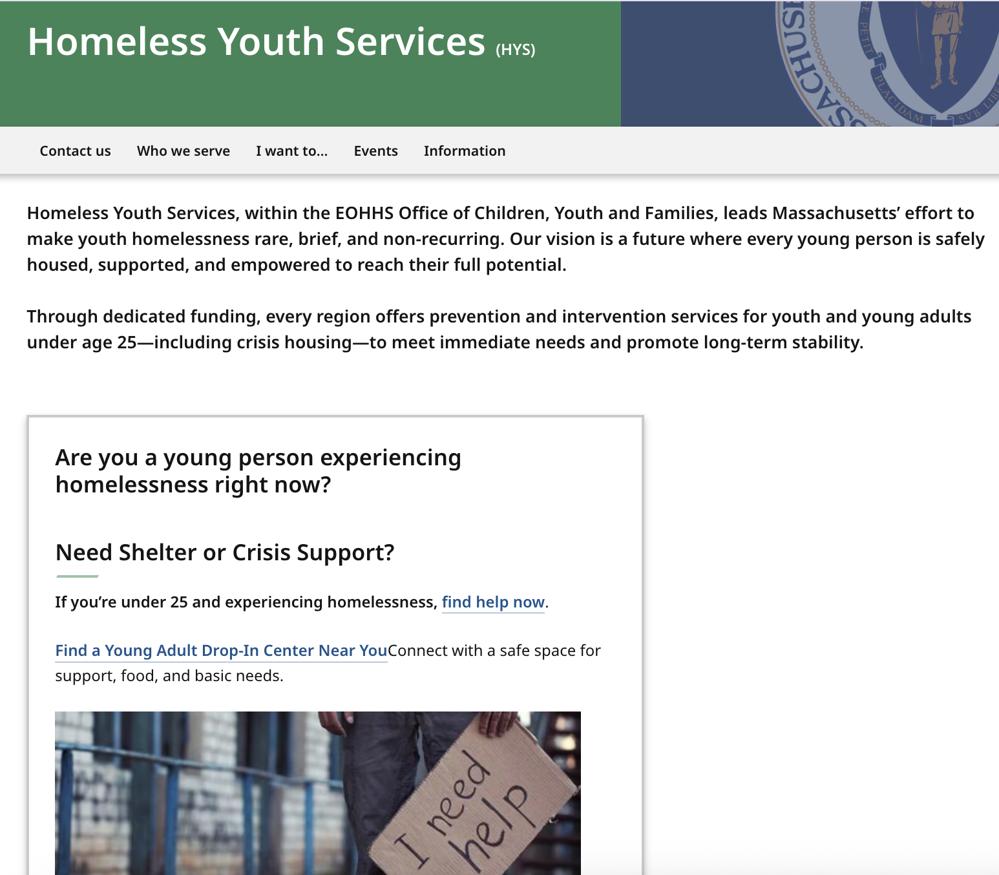 Homeless Youth Services (HYS)
SSACHUSE
SE PETIT PLACIDAM SVB LIBE
Contact us Who we serve I want to... Events Information
Homeless Youth Services, within the EOHHS Office of Children, Youth and Families, leads Massachusetts’ effort to
make youth homelessness rare, brief, and non-recurring. Our vision is a future where every young person is safely
housed, supported, and empowered to reach their full potential.
Through dedicated funding, every region offers prevention and intervention services for youth and young adults
under age 25—including crisis housing—to meet immediate needs and promote long-term stability.
Are you a young person experiencing
homelessness right now?
Need Shelter or Crisis Support?
If you’re under 25 and experiencing homelessness, find help now.
Find a Young Adult Drop-In Center Near YouConnect with a safe space for
support, food, and basic needs.
I need
help